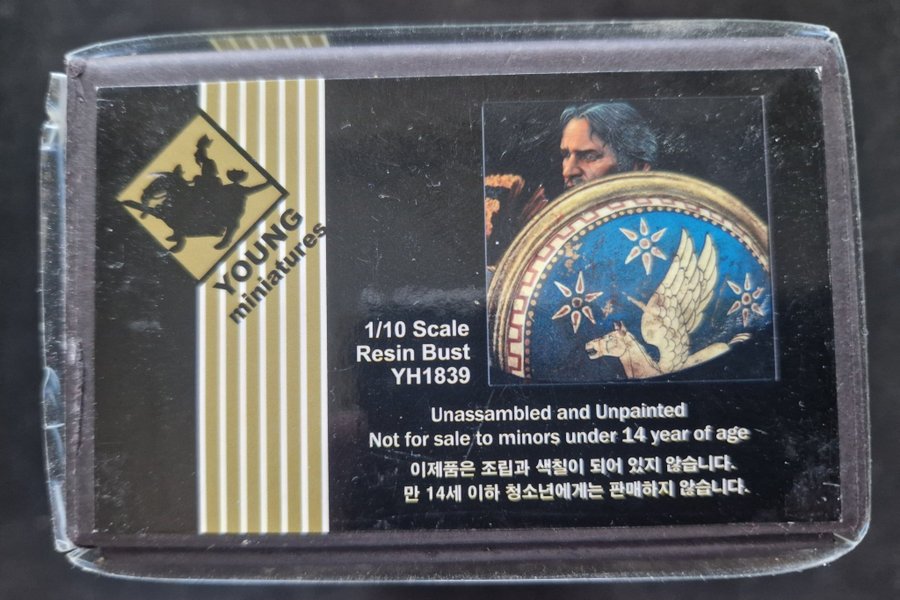 YOUNG
miniatures
1/10 Scale
Resin Bust
YH1839
Unassambled and Unpainted
Not for sale to minors under 14 year of age
이제품은 조립과 색칠이 되어 있지 않습니다.
만 14세 이하 청소년에게는 판매하지 않습니다.